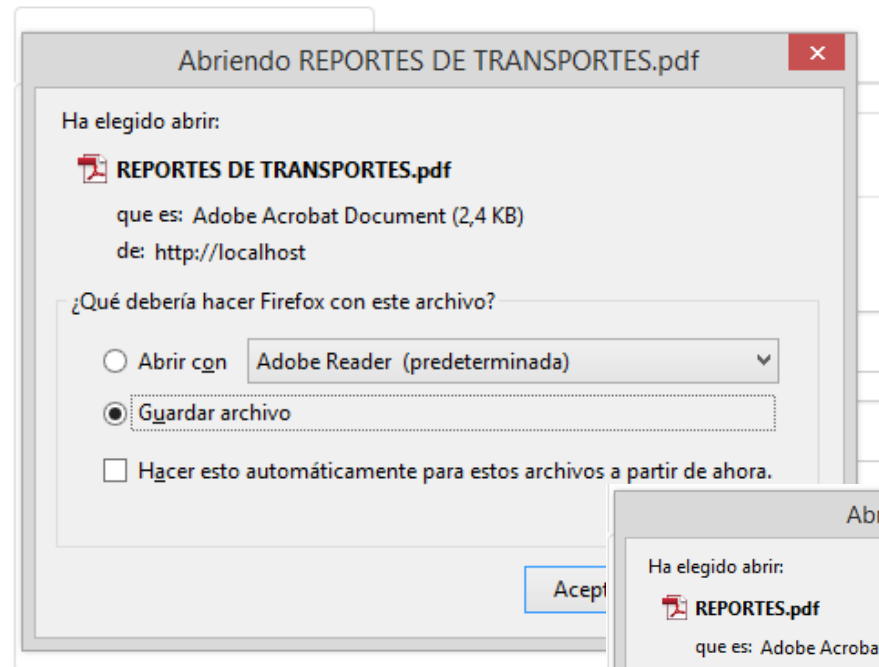 Abriendo REPORTES DE TRANSPORTES.pdf
Ha elegido abrir:
REPORTES DE TRANSPORTES.pdf
que es: Adobe Acrobat Document (2,4 KB)
de: http://localhost
¿Qué debería hacer Firefox con este archivo?
Abrir con Adobe Reader (predeterminada)
Guardar archivo
Hacer esto automáticamente para estos archivos a partir de ahora.
Acept
Abr
Ha elegido abrir:
REPORTES.pdf
que es: Adobe Acroba